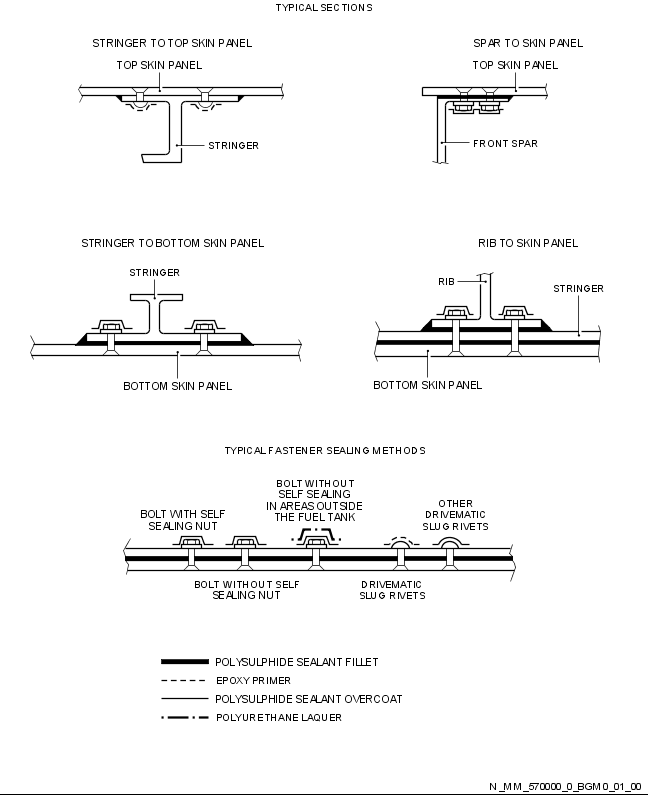 TYPICAL SECTIONS
STRINGER TO TOP SKIN PANEL
TOP SKIN PANEL
STRINGER
SPAR TO SKIN PANEL
TOP SKIN PANEL
FRONT SPAR
STRINGER TO BOTTOM SKIN PANEL
STRINGER
BOTTOM SKIN PANEL
RIB TO SKIN PANEL
RIB
STRINGER
BOTTOM SKIN PANEL
TYPICAL FASTENER SEALING METHODS
BOLT WITH SELF
SEALING NUT
BOLT WITHOUT
SELF SEALING
IN AREAS OUTSIDE
THE FUEL TANK
OTHER
DRIVEMATIC
SLUG RIVETS
BOLT WITHOUT SELF
SEALING NUT
DRIVEMATIC
SLUG RIVETS
POLYSULPHIDE SEALANT FILLET
EPOXY PRIMER
POLYSULPHIDE SEALANT OVERCOAT
POLYURETHANE LAQUER
N_MM_570000_0_BGM0_01_00